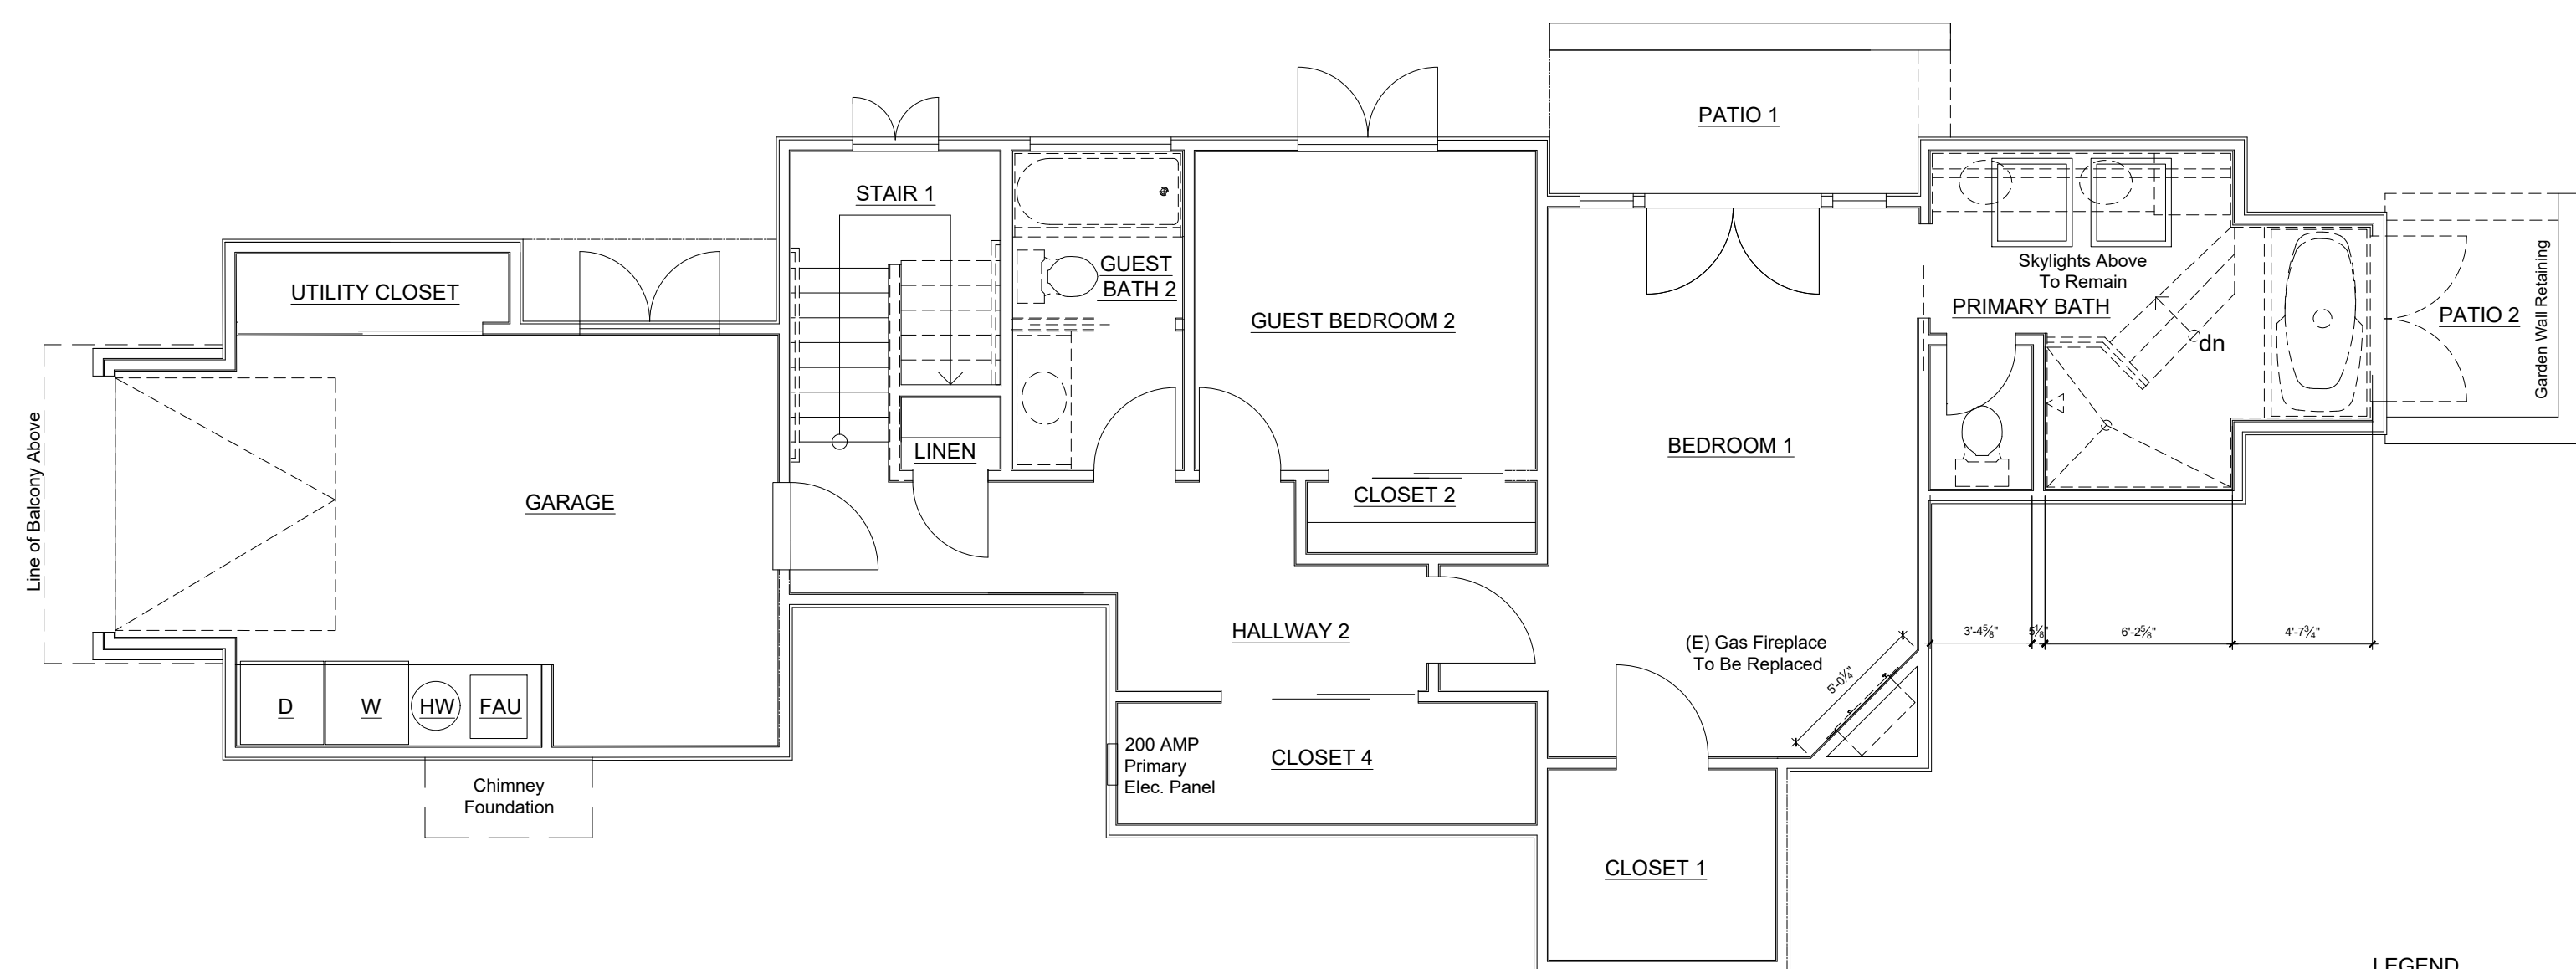 PATIO 1
STAIR 1
GUEST
BATH 2
UTILITY CLOSET
GUEST BEDROOM 2
Skylights Above
To Remain
PRIMARY BATH
PATIO 2
Garden Wall Retaining
dn
Line of Balcony Above
GARAGE
LINEN
CLOSET 2
BEDROOM 1
HALLWAY 2
(E) Gas Fireplace
To Be Replaced
5'-0¼"
3'-4⅝"
5⅛"
6'-2⅝"
4'-7¾"
D
W
HW
FAU
200 AMP
Primary
Elec. Panel
CLOSET 4
Chimney
Foundation
CLOSET 1
LEGEND